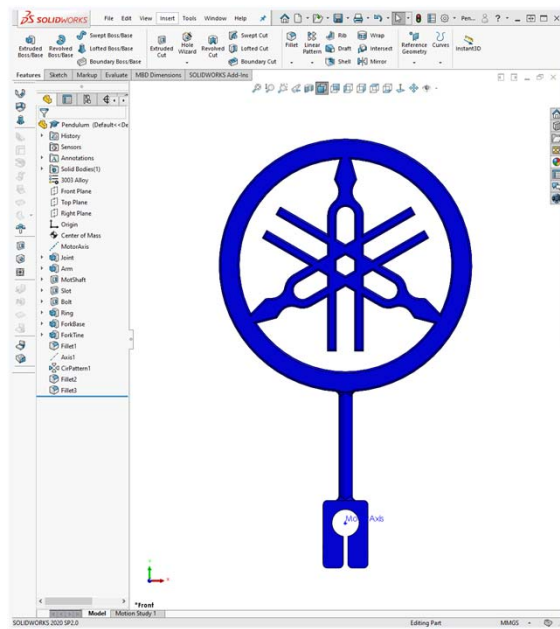 SOLIDWORKS File Edit View Insert Tools Window Help Pen... ?
Extruded Boss/Base
Revolved Boss/Base
Swept Boss/Base
Lofted Boss/Base
Boundary Boss/Base
Extruded Cut
Hole Wizard
Revolved Cut
Swept Cut
Lofted Cut
Boundary Cut
Fillet
Linear Pattern
Rib
Draft
Shell
Wrap
Intersect
Mirror
Reference Geometry
Curves
Instant3D
Features Sketch Markup Evaluate MBD Dimensions SOLIDWORKS Add-Ins
Pendulum (Default<<De
History
Sensors
Annotations
Solid Bodies(1)
3003 Alloy
Front Plane
Top Plane
Right Plane
Origin
Center of Mass
MotorAxis
Joint
Arm
MotShaft
Slot
Bolt
Ring
ForkBase
ForkTine
Fillet1
Axis1
CirPattern1
Fillet2
Fillet3
*Front
Model Motion Study 1
SOLIDWORKS 2020 SP2.0 Editing Part MMGS